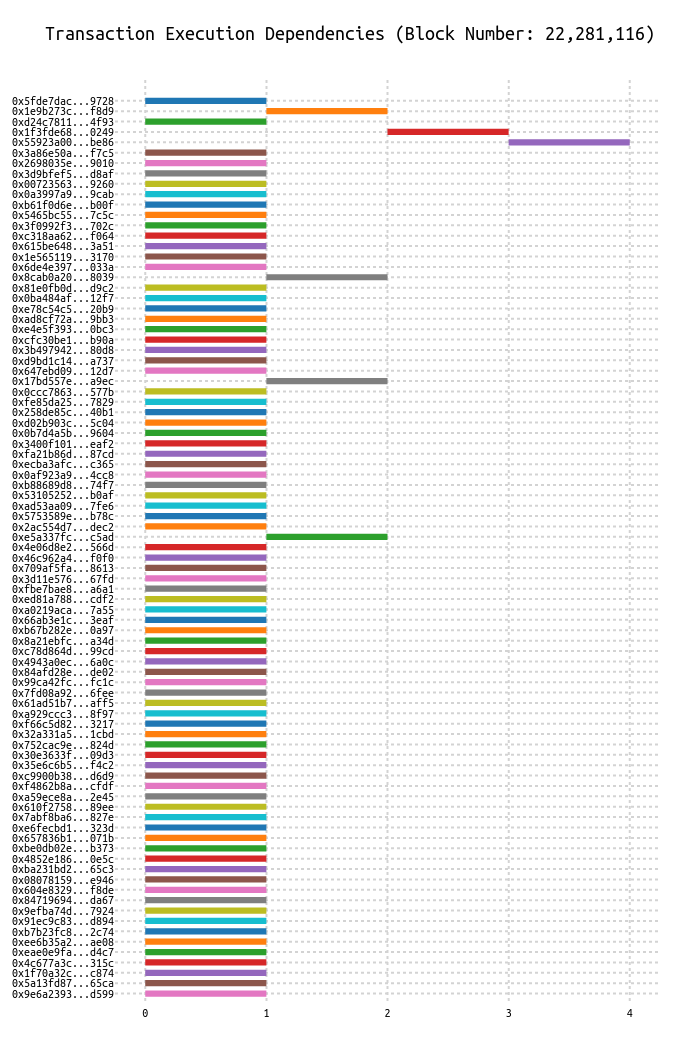 Transaction Execution Dependencies (Block Number: 22,281,116)
0x5fde7dac...9728
0x1e9b273c...f8d9
0xd24c7811...4f93
0x1f3fde68...0249
0x55923a00...be86
0x3a86e50a...f7c5
0x2698035e...9010
0x3d9bfef5...d8af
0x00723563...9260
0x0a3997a9...9cab
0xb61f0d6e...b00f
0x5465bc55...7c5c
0x3f0992f3...702c
0xc318aa62...f064
0x615be648...3a51
0x1e565119...3170
0x6de4e397...033a
0x8cab0a20...8039
0x81e0fb0d...d9c2
0x0ba484af...12f7
0xe78c54c5...20b9
0xad8cf72a...9bb3
0xe4e5f393...0bc3
0xcfc30be1...b90a
0x3b497942...80d8
0xd9bd1c14...a737
0x647ebd09...12d7
0x17bd557e...a9ec
0x0ccc7863...577b
0xfe85da25...7829
0x258de85c...40b1
0xd02b903c...5c04
0x0b7d4a5b...9604
0x3400f101...eaf2
0xfa21b86d...87cd
0xecba3afc...c365
0x0af923a9...4cc8
0xb88689d8...74f7
0x53105252...b0af
0xad53aa09...7fe6
0x5753589e...b78c
0x2ac554d7...dec2
0xe5a337fc...c5ad
0x4e06d8e2...566d
0x46c962a4...f0f0
0x709af5fa...8613
0x3d11e576...67fd
0xfbe7bae8...a6a1
0xed81a788...cdf2
0xa0219aca...7a55
0x66ab3e1c...3eaf
0xb67b282e...0a97
0x8a21ebfc...a34d
0xc78d864d...99cd
0x4943a0ec...6a0c
0x84afd28e...de02
0x99ca42fc...fc1c
0x7fd08a92...6fee
0x61ad51b7...aff5
0xa929ccc3...8f97
0xf66c5d82...3217
0x32a331a5...1cbd
0x752cac9e...824d
0x30e3633f...09d3
0x35e6c6b5...f4c2
0xc9900b38...d6d9
0xf4862b8a...cfdf
0xa59ece8a...2e45
0x610f2758...89ee
0x7abf8ba6...827e
0xe6fecbd1...323d
0x657836b1...071b
0xbe0db02e...b373
0x4852e186...0e5c
0xba231bd2...65c3
0x08078159...e946
0x604e8329...f8de
0x84719694...da67
0x9efba74d...7924
0x91ec9c83...d894
0xb7b23fc8...2c74
0xee6b35a2...ae08
0xeae0e9fa...d4c7
0x4c677a3c...315c
0x1f70a32c...c874
0x5a13fd87...65ca
0x9e6a2393...d599
0 1 2 3 4